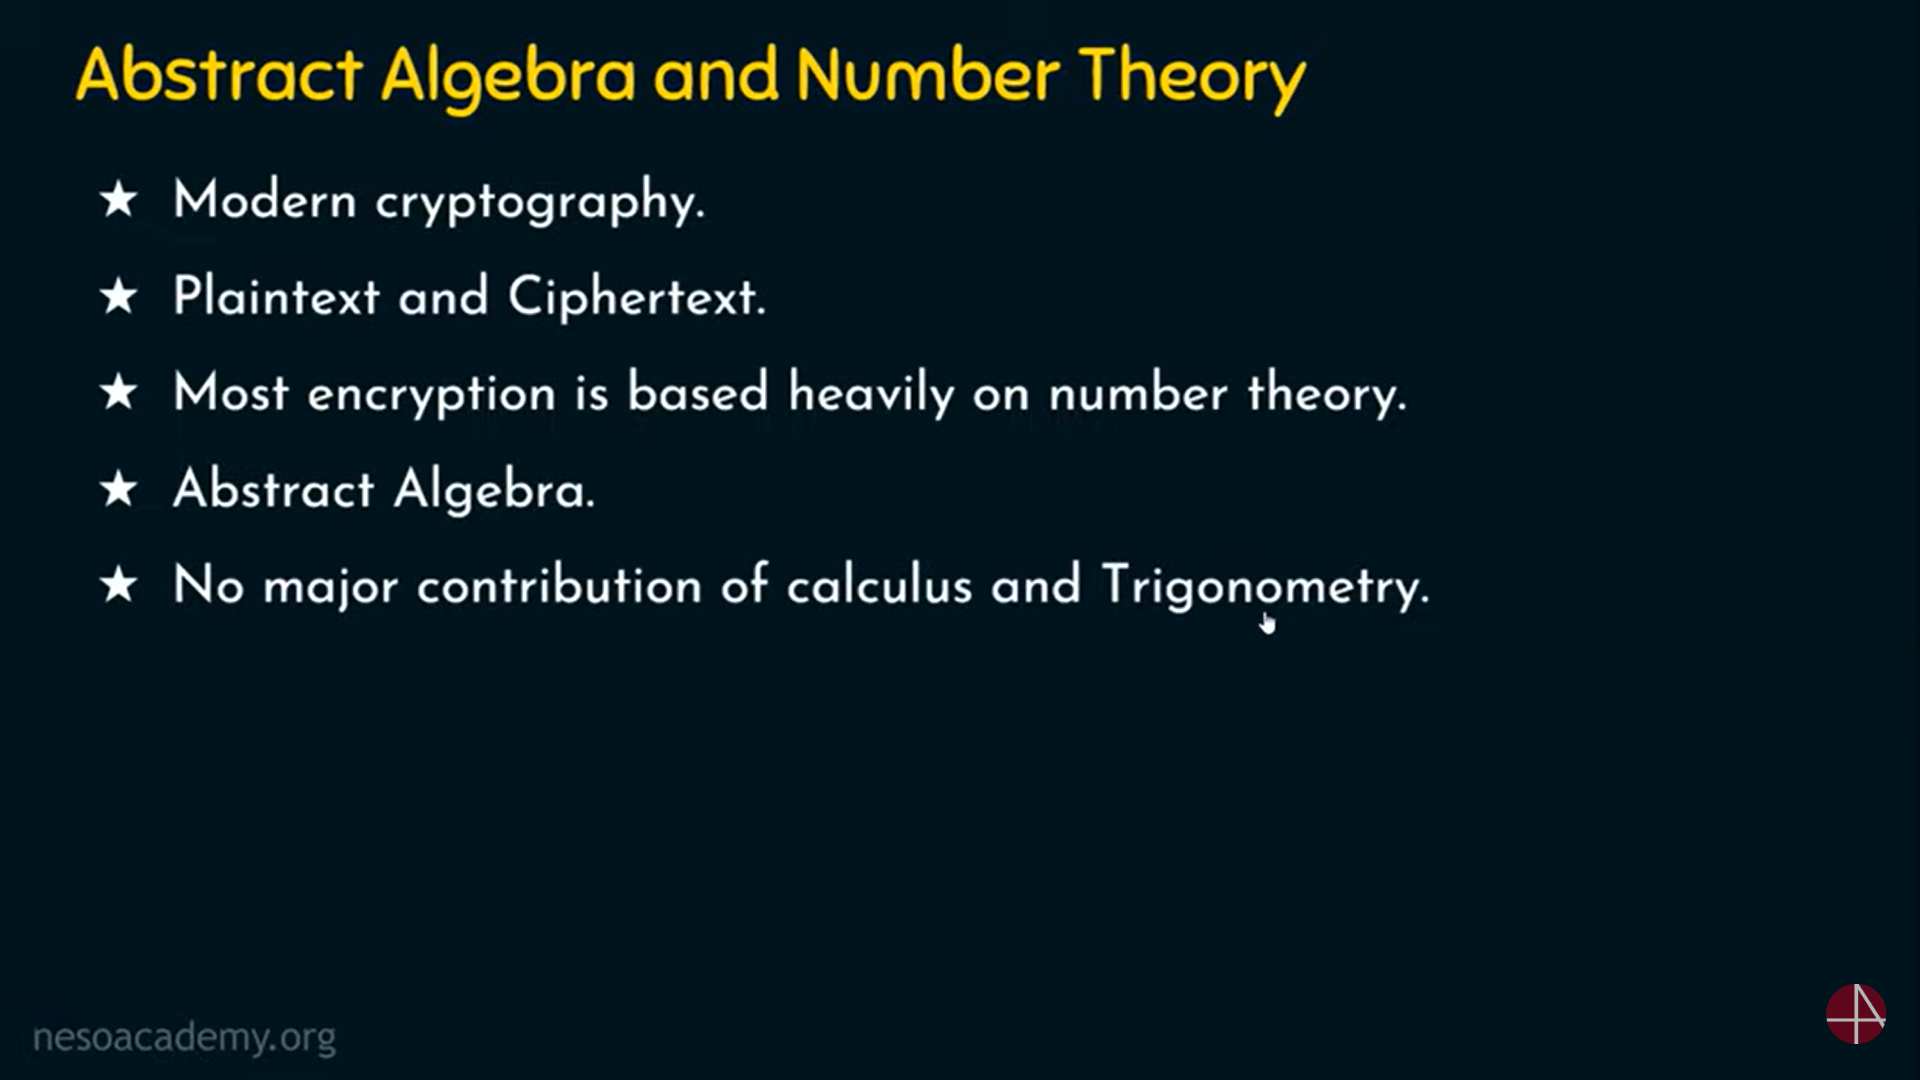 Abstract Algebra and Number Theory
★ Modern cryptography.
★ Plaintext and Ciphertext.
★ Most encryption is based heavily on number theory.
★ Abstract Algebra.
★ No major contribution of calculus and Trigonometry.
nesoacademy.org